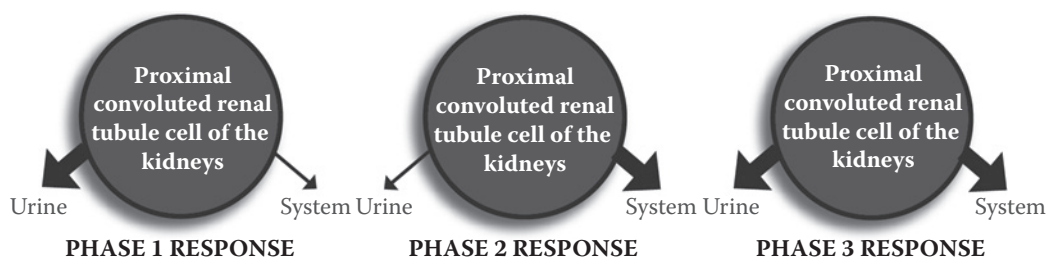 Proximal
convoluted renal
tubule cell of the
kidneys
Urine
System
PHASE 1 RESPONSE
Proximal
convoluted renal
tubule cell of the
kidneys
Urine
System
PHASE 2 RESPONSE
Proximal
convoluted renal
tubule cell of the
kidneys
Urine
System
PHASE 3 RESPONSE